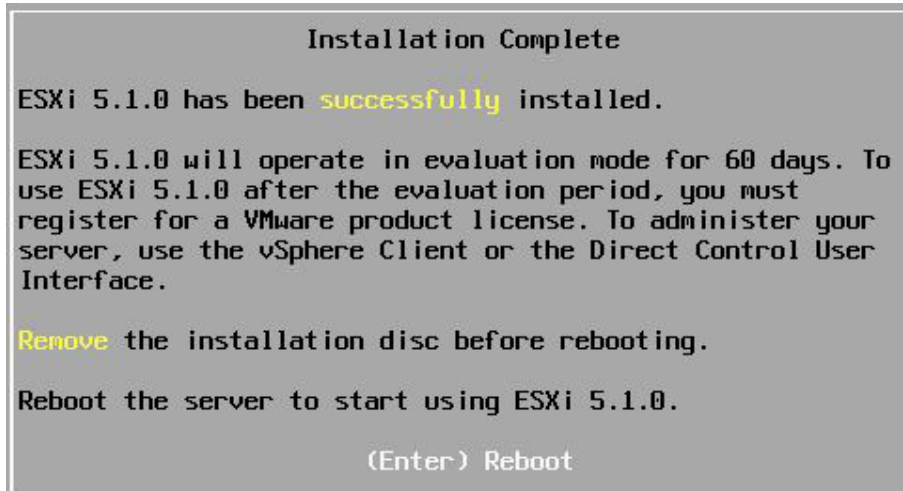 Installation Complete
ESXi 5.1.0 has been successfully installed.
ESXi 5.1.0 will operate in evaluation mode for 60 days. To
use ESXi 5.1.0 after the evaluation period, you must
register for a VMware product license. To administer your
server, use the vSphere Client or the Direct Control User
Interface.
Remove the installation disc before rebooting.
Reboot the server to start using ESXi 5.1.0.
(Enter) Reboot